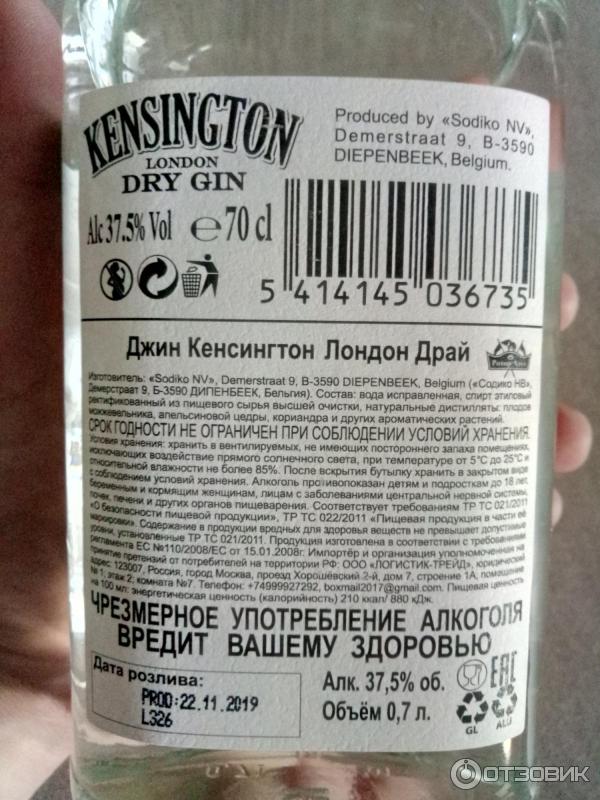 KENSINGTON
LONDON
DRY GIN
Produced by «Sodiko NV»,
Demerstraat 9, B-3590
DIEPENBEEK, Belgium.
Alc 37.5% Vol ℮ 70 cl
5 414145 036735
Джин Кенсингтон Лондон Драй
Изготовитель: «Sodiko NV», Demerstraat 9, B-3590 DIEPENBEEK, Belgium («Содико НВ»,
Демерстраат 9, Б-3590 ДИПЕНБЕЕК, Бельгия). Состав: вода исправленная, спирт этиловый
ректификованный из пищевого сырья высшей очистки, натуральные дистилляты: плодов
можжевельника, апельсиновой цедры, кориандра и других ароматических растений.
СРОК ГОДНОСТИ НЕ ОГРАНИЧЕН ПРИ СОБЛЮДЕНИИ УСЛОВИЙ ХРАНЕНИЯ.
Условия хранения: хранить в вентилируемых, не имеющих постороннего запаха помещениях,
исключающих воздействие прямого солнечного света, при температуре от 5°С до 25°С и
относительной влажности не более 85%. После вскрытия бутылку хранить в закрытом виде
с соблюдением условий хранения. Алкоголь противопоказан детям и подросткам до 18 лет,
беременным и кормящим женщинам, лицам с заболеваниями центральной нервной системы,
почек, печени и других органов пищеварения. Соответствует требованиям ТР ТС 021/2011
«О безопасности пищевой продукции», ТР ТС 022/2011 «Пищевая продукция в части ее
маркировки». Содержание в продукции вредных для здоровья веществ не превышает допустимые
уровни, установленные ТР ТС 021/2011. Продукция изготовлена в соответствии с требованиями
регламента ЕС №110/2008/ЕС от 15.01.2008г. Импортёр и организация уполномоченная на
принятие претензий от потребителей на территории РФ: ООО «ЛОГИСТИК-ТРЕЙД», юридический
адрес: 123007, Россия, город Москва, проезд Хорошёвский 2-й, дом 7, строение 1А, помещение
№ 1, этаж 2; комната №7. Телефон: +74999927292, boxmail2017@gmail.com. Пищевая ценность
на 100 мл: энергетическая ценность (калорийность) 210 ккал/ 880 кДж.
ЧРЕЗМЕРНОЕ УПОТРЕБЛЕНИЕ АЛКОГОЛЯ
ВРЕДИТ ВАШЕМУ ЗДОРОВЬЮ
Дата розлива:
PROD:22.11.2019
L326
Алк. 37,5% об.
Объём 0,7 л.
EAC
GL
ALU
ОТЗОВИК